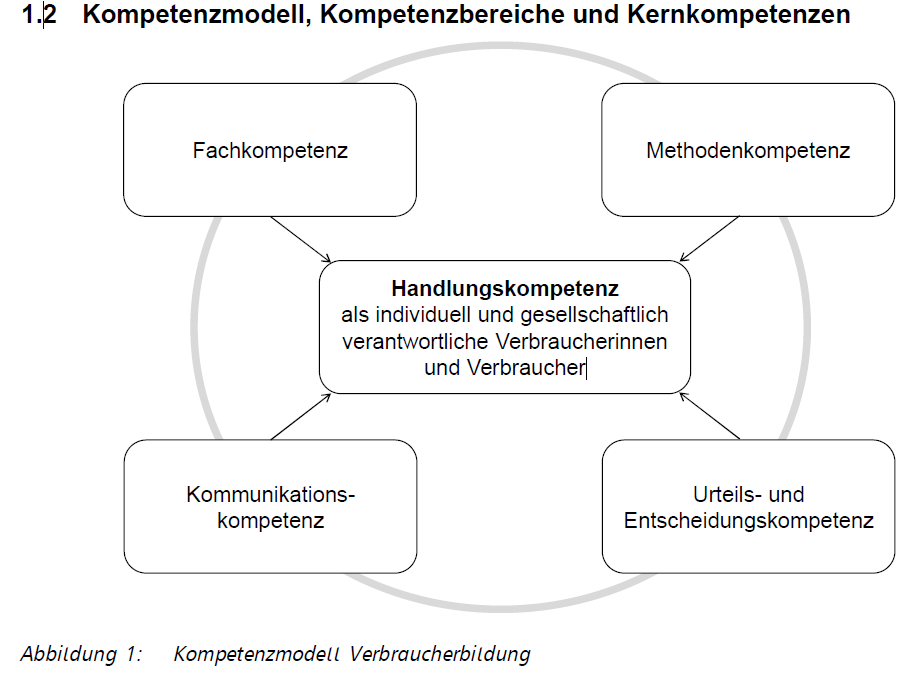 1.2 Kompetenzmodell, Kompetenzbereiche und Kernkompetenzen
Fachkompetenz
Methodenkompetenz
Handlungskompetenz
als individuell und gesellschaftlich
verantwortliche Verbraucherinnen
und Verbraucher
Kommunikations-
kompetenz
Urteils- und
Entscheidungskompetenz
Abbildung 1: Kompetenzmodell Verbraucherbildung